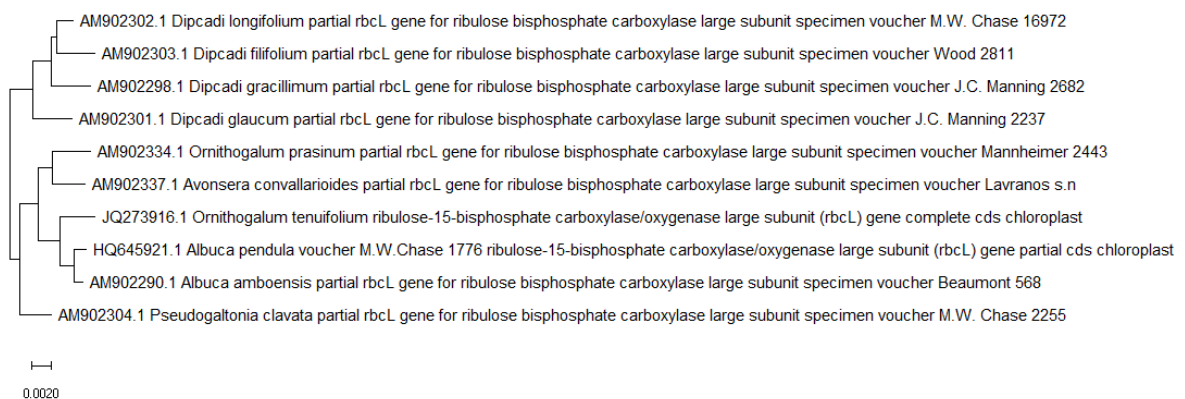 AM902302.1 Dipcadi longifolium partial rbcL gene for ribulose bisphosphate carboxylase large subunit specimen voucher M.W. Chase 16972
AM902303.1 Dipcadi filifolium partial rbcL gene for ribulose bisphosphate carboxylase large subunit specimen voucher Wood 2811
AM902298.1 Dipcadi gracillimum partial rbcL gene for ribulose bisphosphate carboxylase large subunit specimen voucher J.C. Manning 2682
AM902301.1 Dipcadi glaucum partial rbcL gene for ribulose bisphosphate carboxylase large subunit specimen voucher J.C. Manning 2237
AM902334.1 Ornithogalum prasinum partial rbcL gene for ribulose bisphosphate carboxylase large subunit specimen voucher Mannheimer 2443
AM902337.1 Avonsera convallarioides partial rbcL gene for ribulose bisphosphate carboxylase large subunit specimen voucher Lavranos s.n
JQ273916.1 Ornithogalum tenuifolium ribulose-15-bisphosphate carboxylase/oxygenase large subunit (rbcL) gene complete cds chloroplast
HQ645921.1 Albuca pendula voucher M.W.Chase 1776 ribulose-15-bisphosphate carboxylase/oxygenase large subunit (rbcL) gene partial cds chloroplast
AM902290.1 Albuca amboensis partial rbcL gene for ribulose bisphosphate carboxylase large subunit specimen voucher Beaumont 568
AM902304.1 Pseudogaltonia clavata partial rbcL gene for ribulose bisphosphate carboxylase large subunit specimen voucher M.W. Chase 2255
0.0020